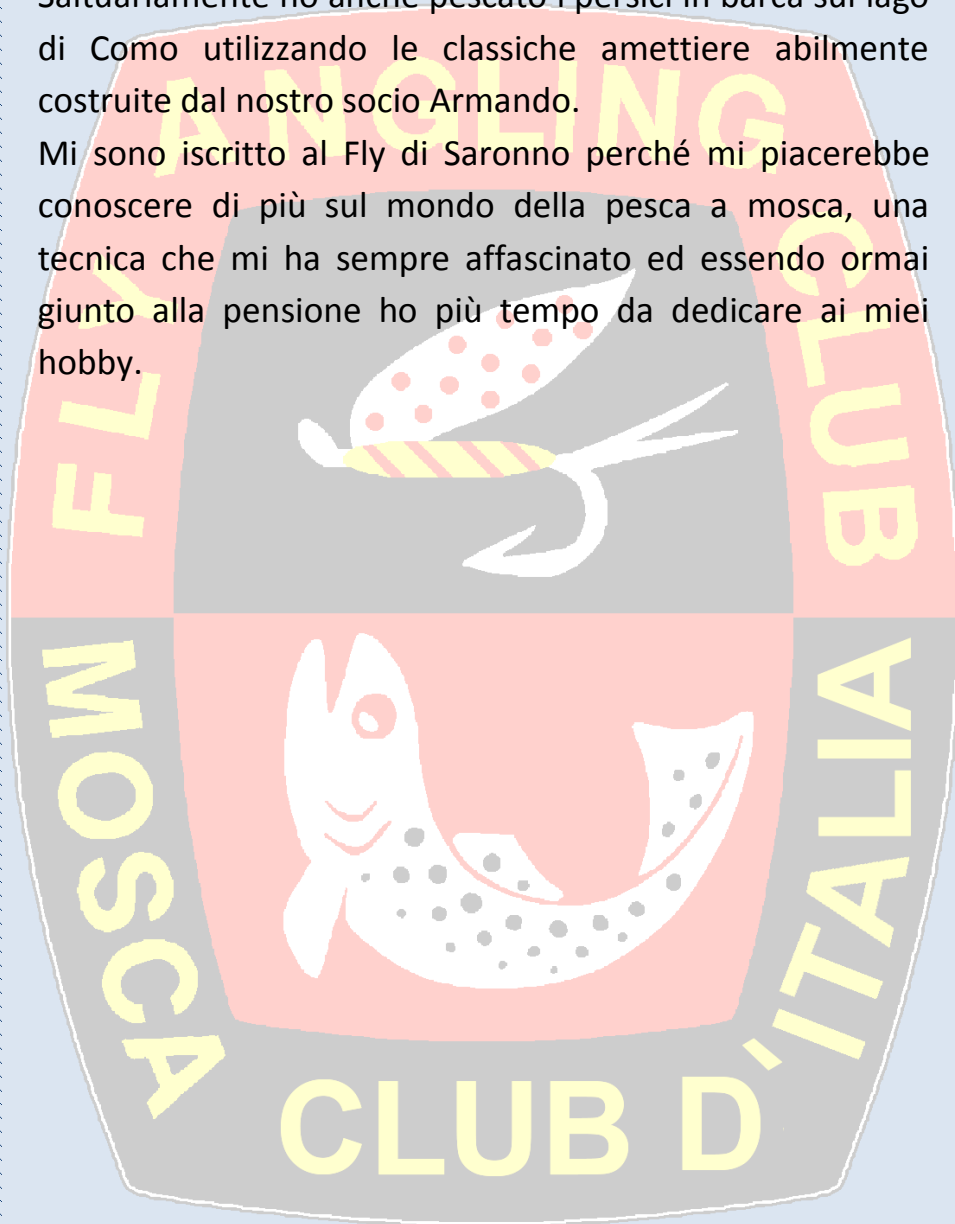 Saltuariamente ho anche pescato i persici in barca sul lago
di Como utilizzando le classiche amettiere abilmente
costruite dal nostro socio Armando.
Mi sono iscritto al Fly di Saronno perché mi piacerebbe
conoscere di più sul mondo della pesca a mosca, una
tecnica che mi ha sempre affascinato ed essendo ormai
giunto alla pensione ho più tempo da dedicare ai miei
hobby.
FLY ANGLING CLUB
MOSCA CLUB D'ITALIA